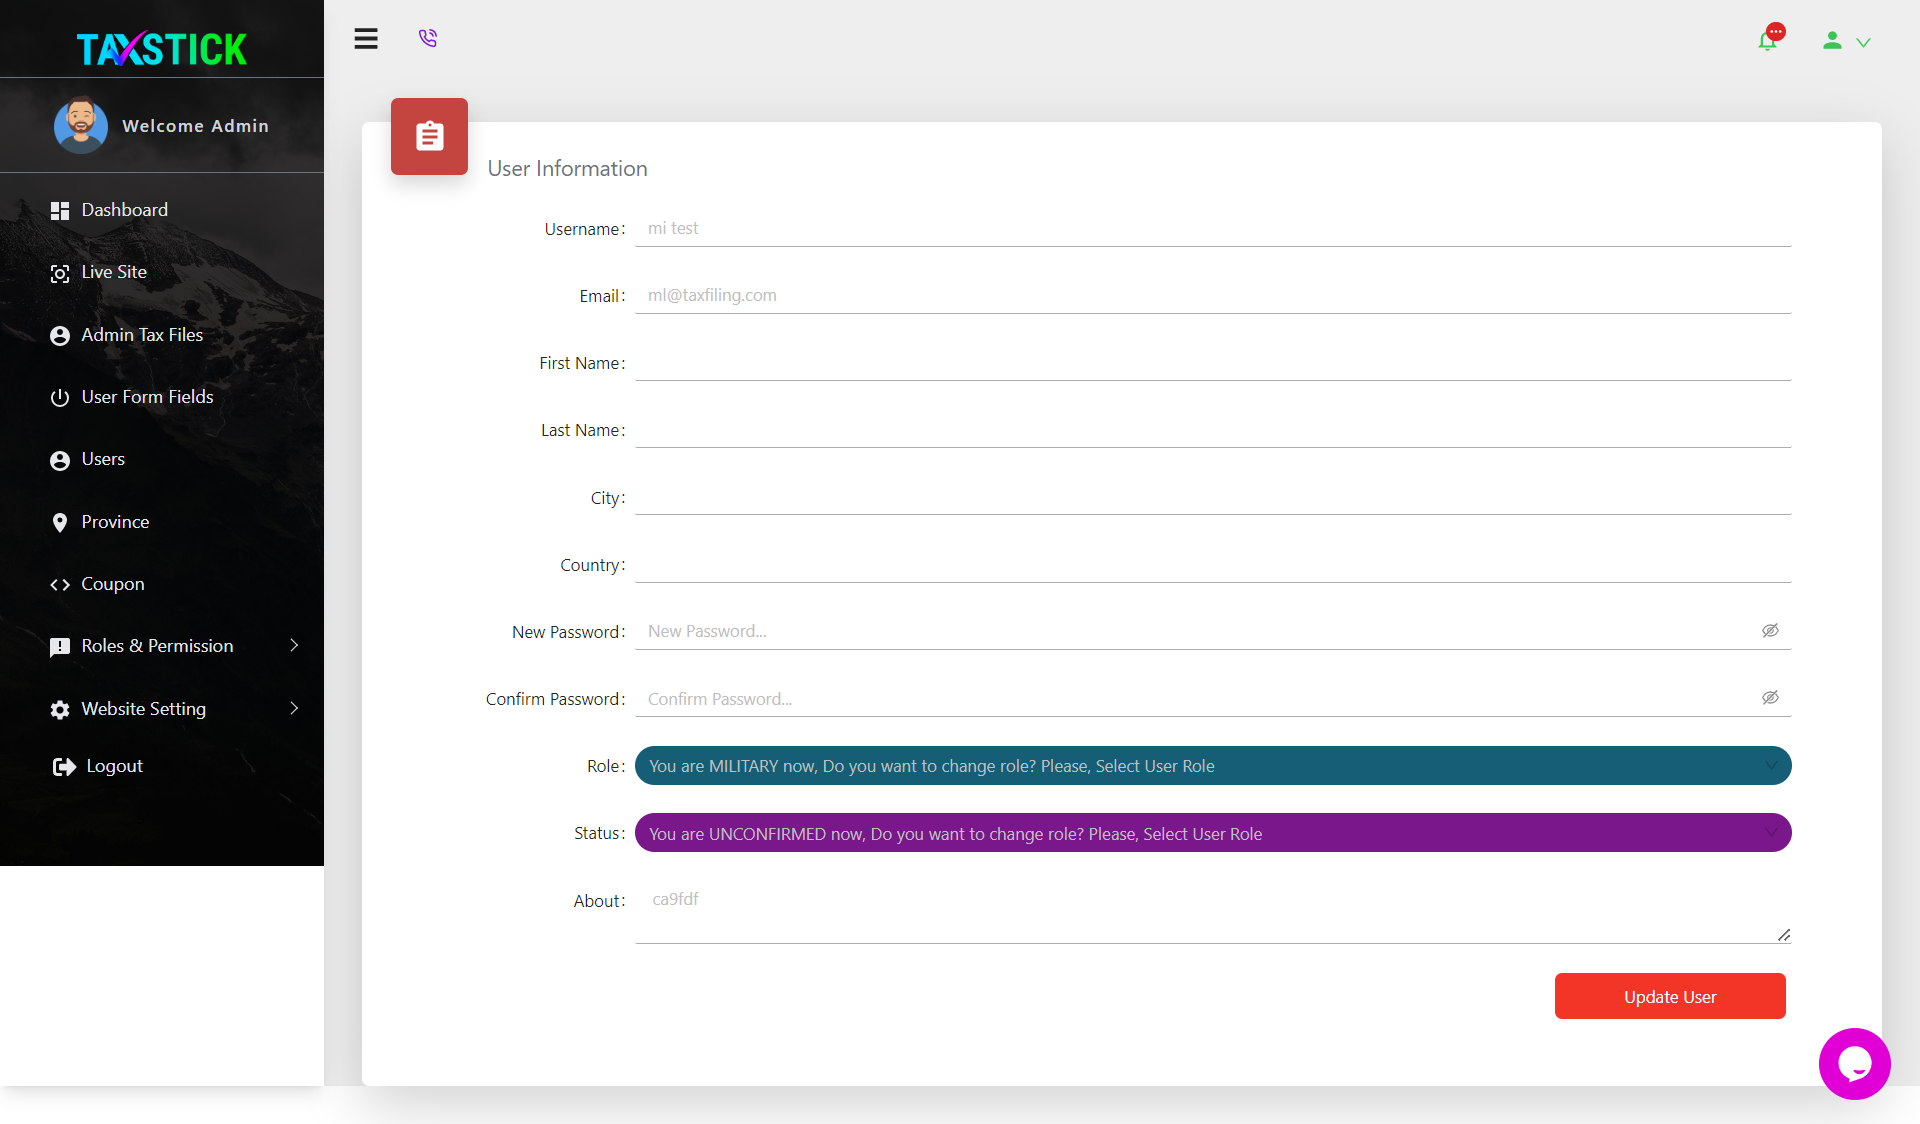 TAXSTICK
Welcome Admin
Dashboard
Live Site
Admin Tax Files
User Form Fields
Users
Province
Coupon
Roles & Permission
Website Setting
Logout
User Information
Username: mi test
Email: ml@taxfiling.com
First Name:
Last Name:
City:
Country:
New Password: New Password...
Confirm Password: Confirm Password...
Role: You are MILITARY now, Do you want to change role? Please, Select User Role
Status: You are UNCONFIRMED now, Do you want to change role? Please, Select User Role
About: ca9fdf
Update User